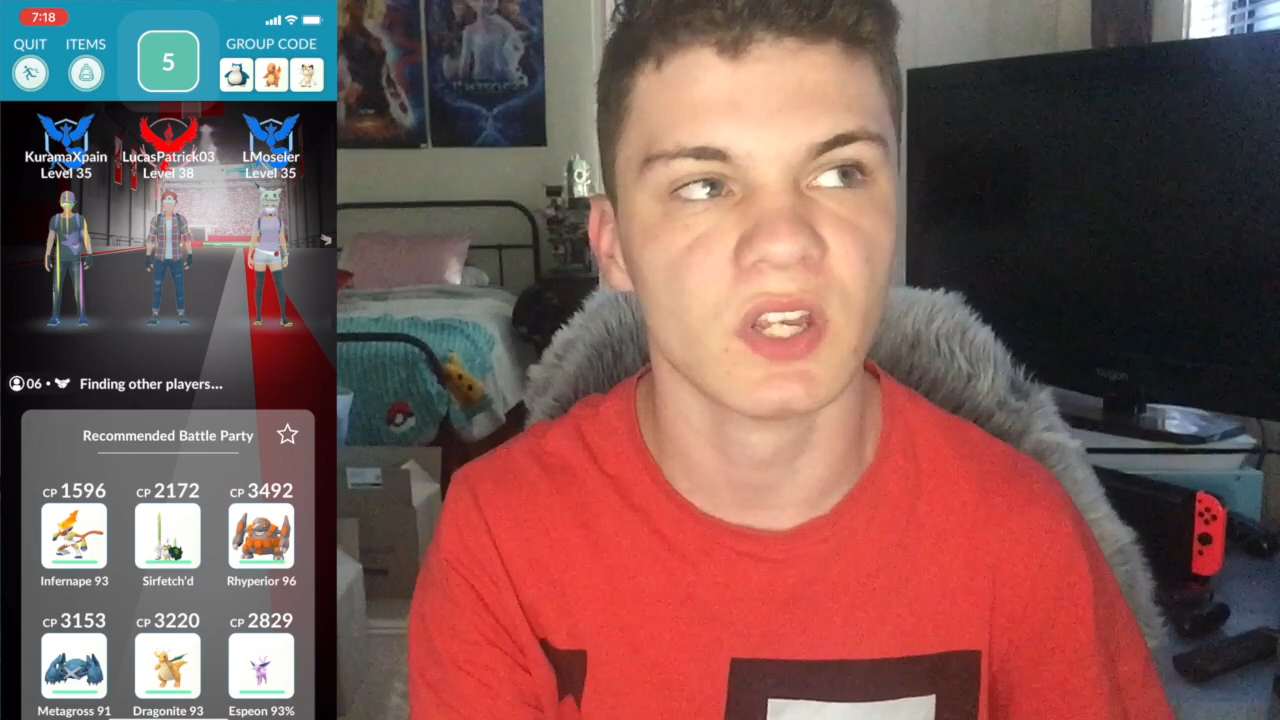 7:18
QUIT ITEMS 5 GROUP CODE
KuramaXpain LucasPatrick03 LMoseler
Level 35 Level 38 Level 35
06 • Finding other players...
Recommended Battle Party
CP 1596 CP 2172 CP 3492
Infernape 93 Sirfetch'd Rhyperior 96
CP 3153 CP 3220 CP 2829
Metagross 91 Dragonite 93 Espeon 93%